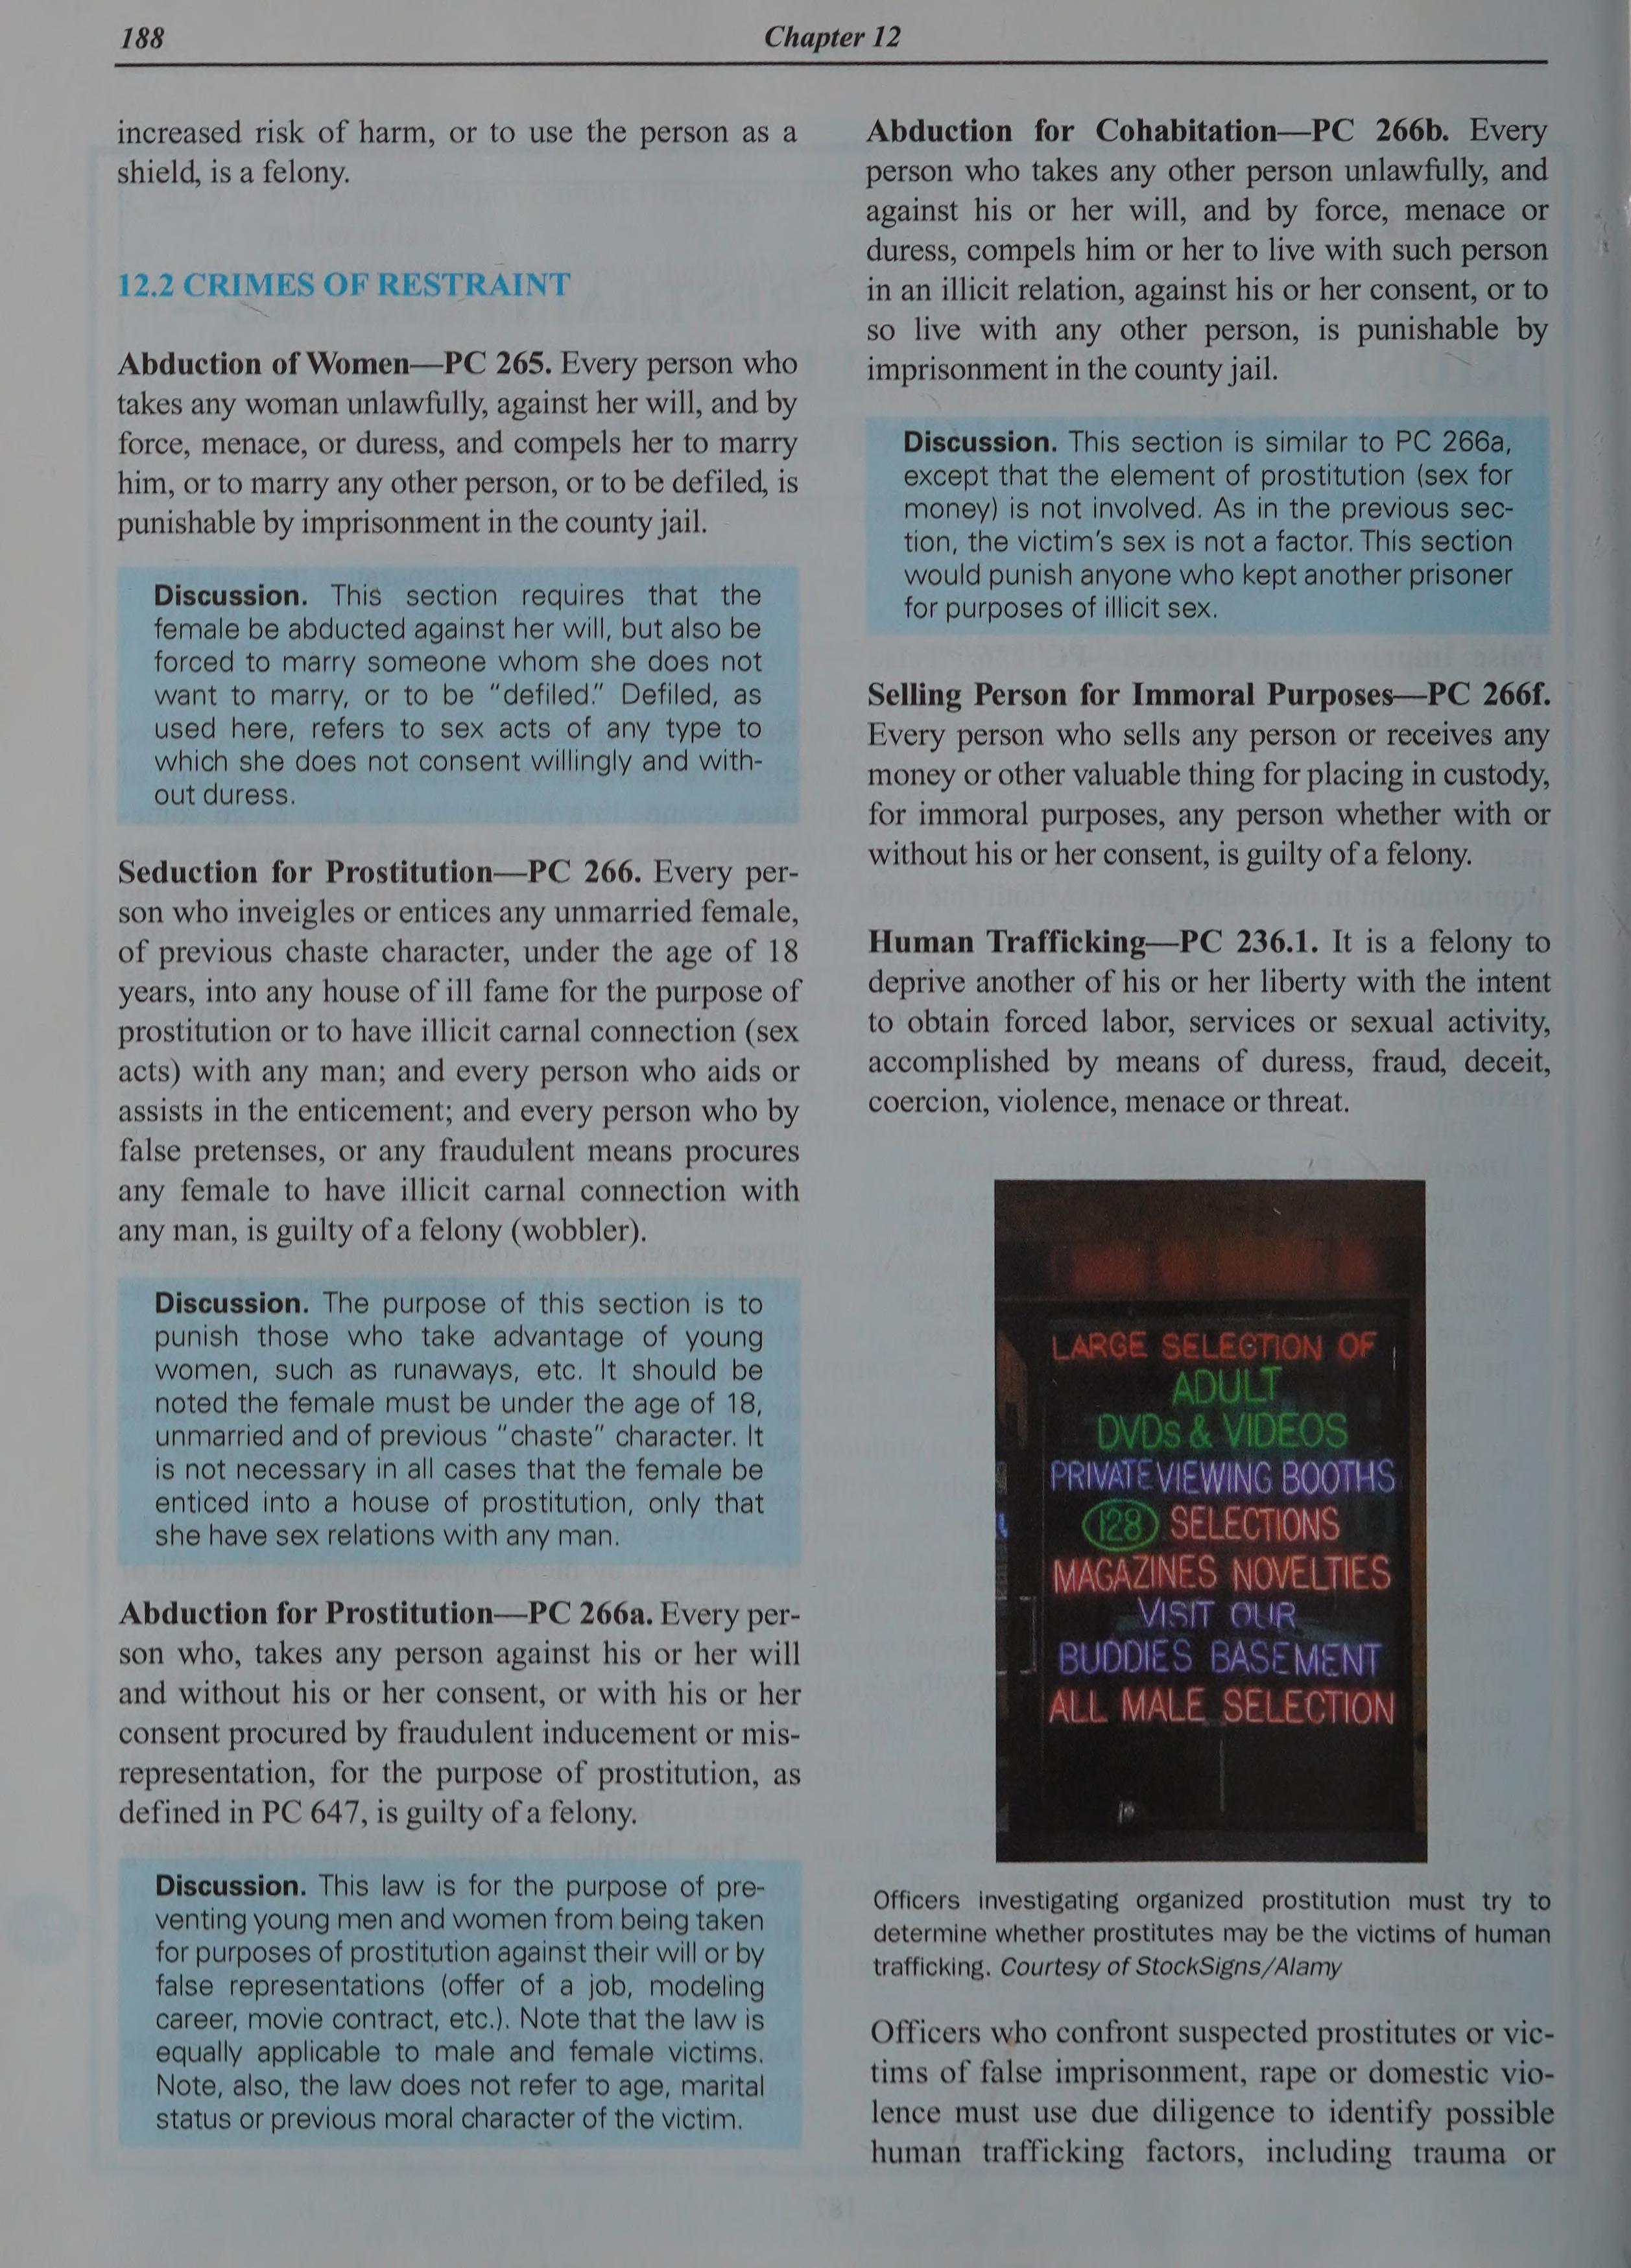 188
Chapter 12
increased risk of harm, or to use the person as a
shield, is a felony.
12.2 CRIMES OF RESTRAINT
Abduction of Women—PC 265. Every person who
takes any woman unlawfully, against her will, and by
force, menace, or duress, and compels her to marry
him, or to marry any other person, or to be defiled, is
punishable by imprisonment in the county jail.
Discussion. This section requires that the
female be abducted against her will, but also be
forced to marry someone whom she does not
want to marry, or to be “defiled.” Defiled, as
used here, refers to sex acts of any type to
which she does not consent willingly and with-
out duress.
Seduction for Prostitution—PC 266. Every per-
son who inveigles or entices any unmarried female,
of previous chaste character, under the age of 18
years, into any house of ill fame for the purpose of
prostitution or to have illicit carnal connection (sex
acts) with any man; and every person who aids or
assists in the enticement; and every person who by
false pretenses, or any fraudulent means procures
any female to have illicit carnal connection with
any man, is guilty of a felony (wobbler).
Discussion. The purpose of this section is to
punish those who take advantage of young
women, such as runaways, etc. It should be
noted the female must be under the age of 18,
unmarried and of previous “chaste” character. It
is not necessary in all cases that the female be
enticed into a house of prostitution, only that
she have sex relations with any man.
Abduction for Prostitution—PC 266a. Every per-
son who, takes any person against his or her will
and without his or her consent, or with his or her
consent procured by fraudulent inducement or mis-
representation, for the purpose of prostitution, as
defined in PC 647, is guilty of a felony.
Discussion. This law is for the purpose of pre-
venting young men and women from being taken
for purposes of prostitution against their will or by
false representations (offer of a job, modeling
career, movie contract, etc.). Note that the law is
equally applicable to male and female victims.
Note, also, the law does not refer to age, marital
status or previous moral character of the victim.
Abduction for Cohabitation—PC 266b. Every
person who takes any other person unlawfully, and
against his or her will, and by force, menace or
duress, compels him or her to live with such person
in an illicit relation, against his or her consent, or to
so live with any other person, is punishable by
imprisonment in the county jail.
Discussion. This section is similar to PC 266a,
except that the element of prostitution (sex for
money) is not involved. As in the previous sec-
tion, the victim’s sex is not a factor. This section
would punish anyone who kept another prisoner
for purposes of illicit sex.
Selling Person for Immoral Purposes—PC 266f.
Every person who sells any person or receives any
money or other valuable thing for placing in custody,
for immoral purposes, any person whether with or
without his or her consent, is guilty of a felony.
Human Trafficking—PC 236.1. It is a felony to
deprive another of his or her liberty with the intent
to obtain forced labor, services or sexual activity,
accomplished by means of duress, fraud, deceit,
coercion, violence, menace or threat.
LARGE SELECTION OF
ADULT
DVDs & VIDEOS
PRIVATE VIEWING BOOTHS
128 SELECTIONS
MAGAZINES NOVELTIES
VISIT OUR
BUDDIES BASEMENT
ALL MALE SELECTION
Officers investigating organized prostitution must try to
determine whether prostitutes may be the victims of human
trafficking. Courtesy of StockSigns/Alamy
Officers who confront suspected prostitutes or vic-
tims of false imprisonment, rape or domestic vio-
lence must use due diligence to identify possible
human trafficking factors, including trauma or